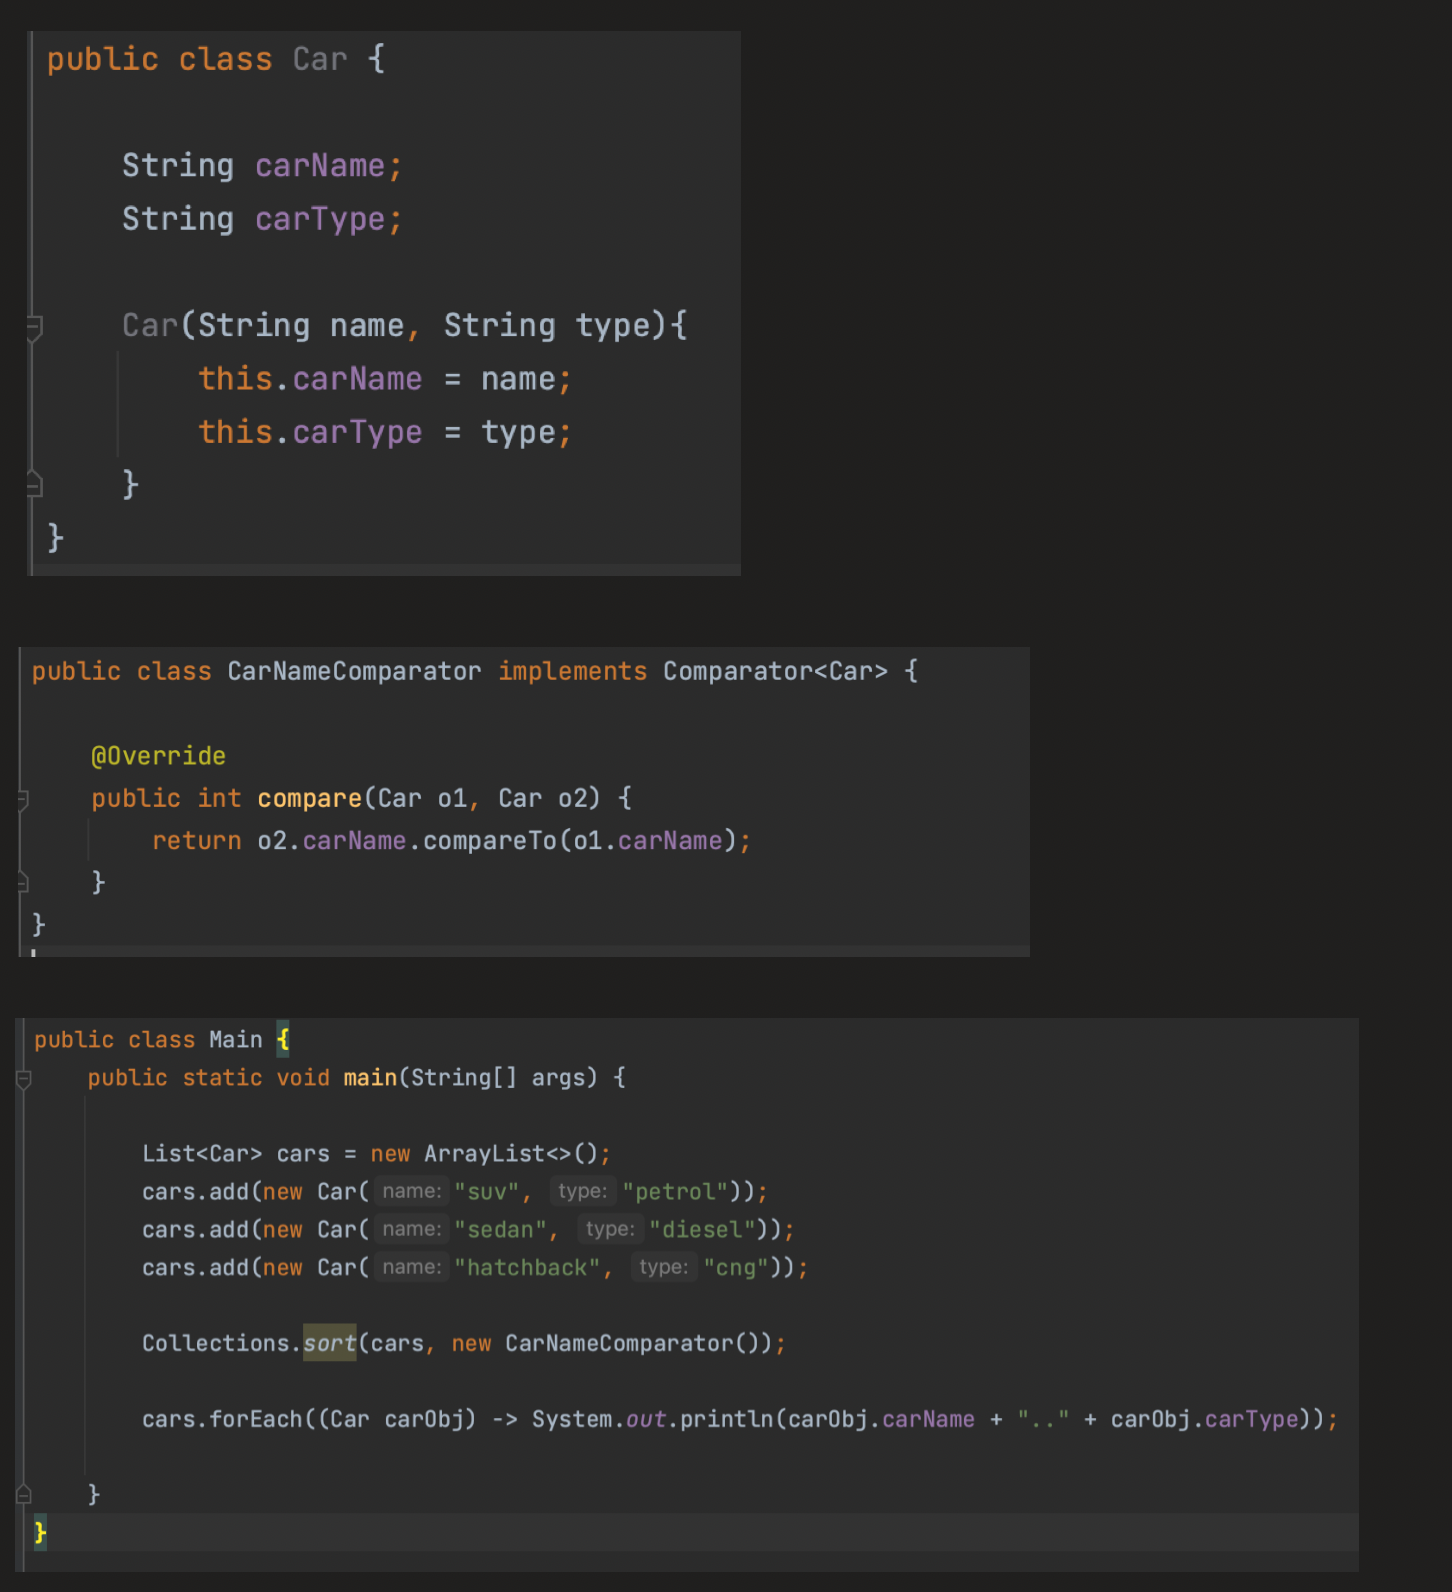 public class Car {
String carName;
String carType;
Car(String name, String type){
this.carName = name;
this.carType = type;
}
}
public class CarNameComparator implements Comparator<Car> {
@Override
public int compare(Car o1, Car o2) {
return o2.carName.compareTo(o1.carName);
}
}
public class Main {
public static void main(String[] args) {
List<Car> cars = new ArrayList<>();
cars.add(new Car( name: "suv", type: "petrol"));
cars.add(new Car( name: "sedan", type: "diesel"));
cars.add(new Car( name: "hatchback", type: "cng"));
Collections.sort(cars, new CarNameComparator());
cars.forEach((Car carObj) -> System.out.println(carObj.carName + ".." + carObj.carType));
}
}